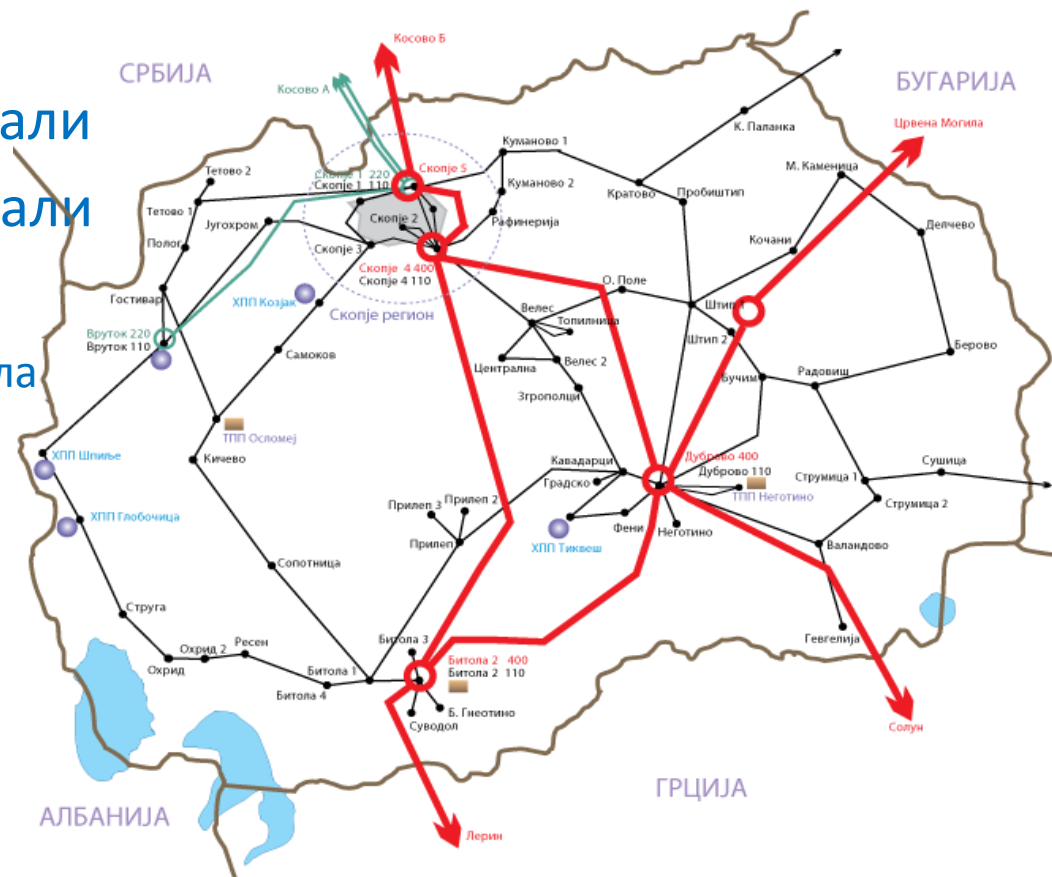 Косово Б
СРБИЈА
Косово А
БУГАРИЈА
али
К. Паланка
Црвена Могила
Куманово 1
М. Каменица
Тетово 2
Скопје 1 220
Скопје 1 110
Скопје 5
Куманово 2
Кратово
Пробиштип
Тетово 1
али
Југохром
Скопје 2
Рафинерија
Делчево
Полог
Скопје 3
Кочани
Скопје 4 400
Скопје 4 110
О. Поле
Гостивар
ХПП Козјак
Скопје регион
Велес
Топилница
Штип 1
Вруток 220
Вруток 110
Штип 2
Берово
Самоков
Централна
Велес 2
ла
Бучим
Радовиш
Згрополци
ТПП Осломеј
ХПП Шпиље
Кичево
Кавадарци
Дуброво 400
Дуброво 110
Сушица
Градско
ТПП Неготино
Струмица 1
Прилеп 3
Прилеп 2
Струмица 2
ХПП Глобочица
Фени
Неготино
Прилеп
ХПП Тиквеш
Валандово
Сопотница
Струга
Гевгелија
Битола 3
Охрид 2
Ресен
Охрид
Битола 1
Битола 2 400
Битола 2 110
Битола 4
Б. Гнеотино
Суводол
Солун
ГРЦИЈА
АЛБАНИЈА
Лерин